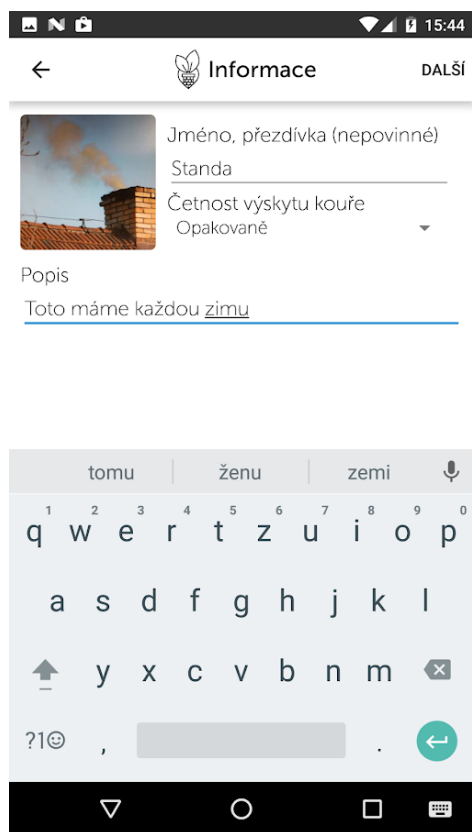 15:44
Informace
DALŠÍ
Jméno, přezdívka (nepovinné)
Standa
Četnost výskytu kouře
Opakovaně
Popis
Toto máme každou zimu
tomu ženu zemi
1 2 3 4 5 6 7 8 9 0
q w e r t z u i o p
a s d f g h j k l
y x c v b n m
?1☺ , .